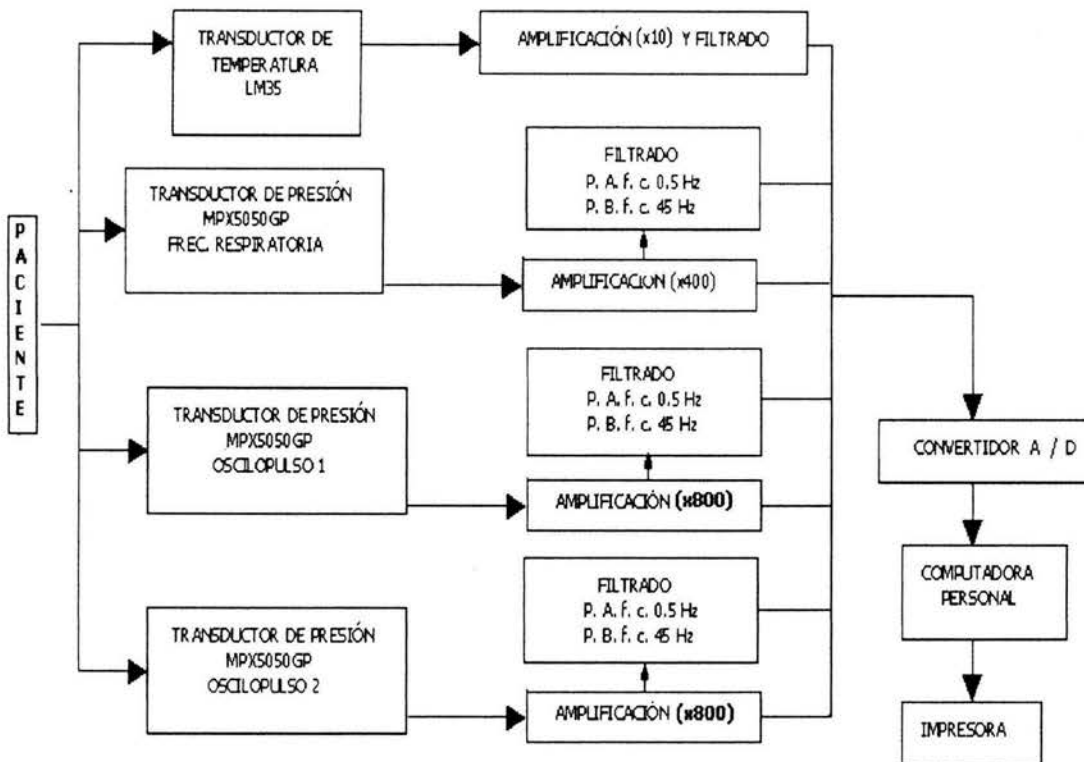 PACIENTE
TRANSDUCTOR DE
TEMPERATURA
LM35
AMPLIFICACIÓN (x10) Y FILTRADO
TRANSDUCTOR DE PRESIÓN
MPX5050GP
FREC. RESPIRATORIA
FILTRADO
P. A. f. c. 0.5 Hz
P. B. f. c. 45 Hz
AMPLIFICACION (x400)
TRANSDUCTOR DE PRESIÓN
MPX5050GP
OSCILOPULSO 1
FILTRADO
P. A. f. c. 0.5 Hz
P. B. f. c. 45 Hz
AMPLIFICACIÓN (x800)
TRANSDUCTOR DE PRESIÓN
MPX5050GP
OSCILOPULSO 2
FILTRADO
P. A. f. c. 0.5 Hz
P. B. f. c. 45 Hz
AMPLIFICACIÓN (x800)
CONVERTIDOR A / D
COMPUTADORA
PERSONAL
IMPRESORA